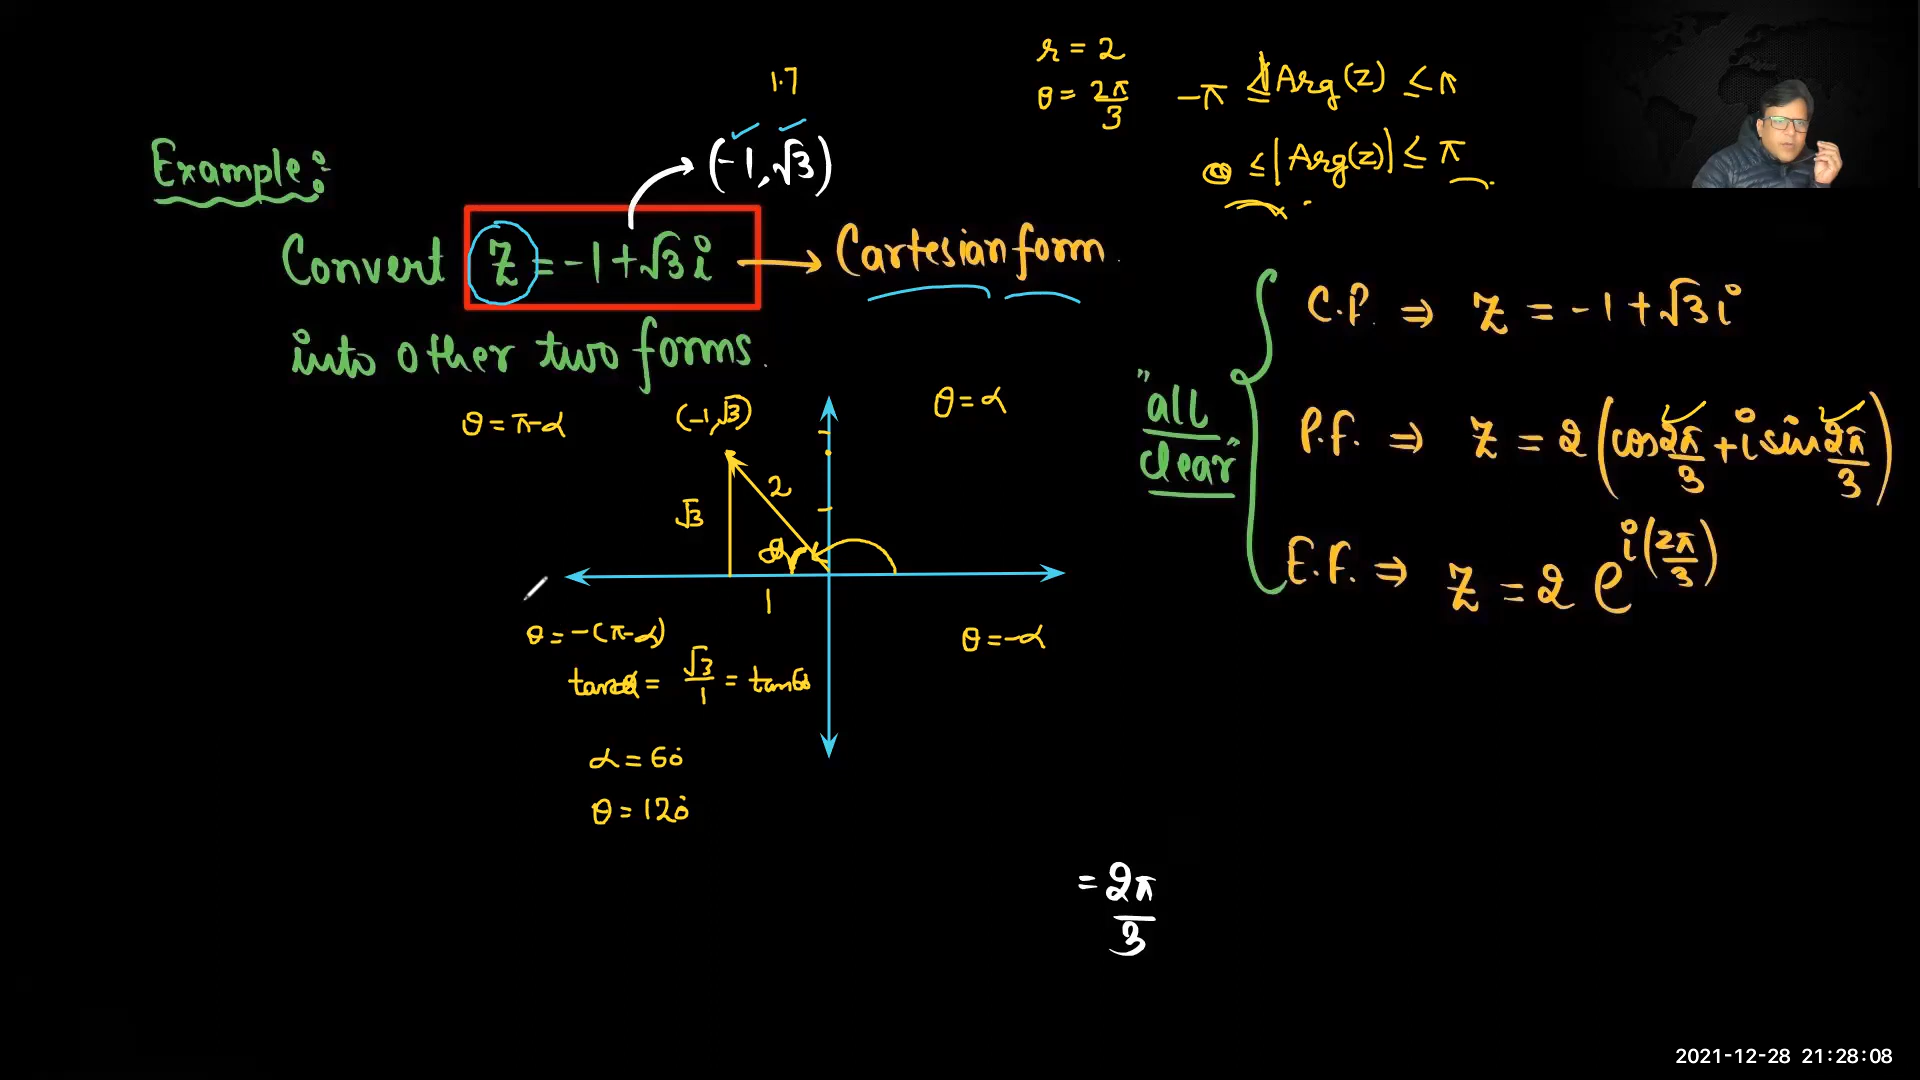 r = 2
θ = 2π/3
-π ≤ Arg(z) ≤ π
0 ≤ |Arg(z)| ≤ π
1.7
(-1, √3)
Example:
Convert z = -1 + √3 i → Cartesian form.
into other two forms.
θ = π-α
(-1, √3)
θ = α
2
√3
1
θ = -(π-α)
θ = -α
tanα = √3/1 = tan60
α = 60°
θ = 120°
"all clear"
C.F. ⇒ z = -1 + √3 i
P.f. ⇒ z = 2 (cos 2π/3 + i sin 2π/3)
E.F. ⇒ z = 2 e^i(2π/3)
= 2π/3
2021-12-28 21:28:08